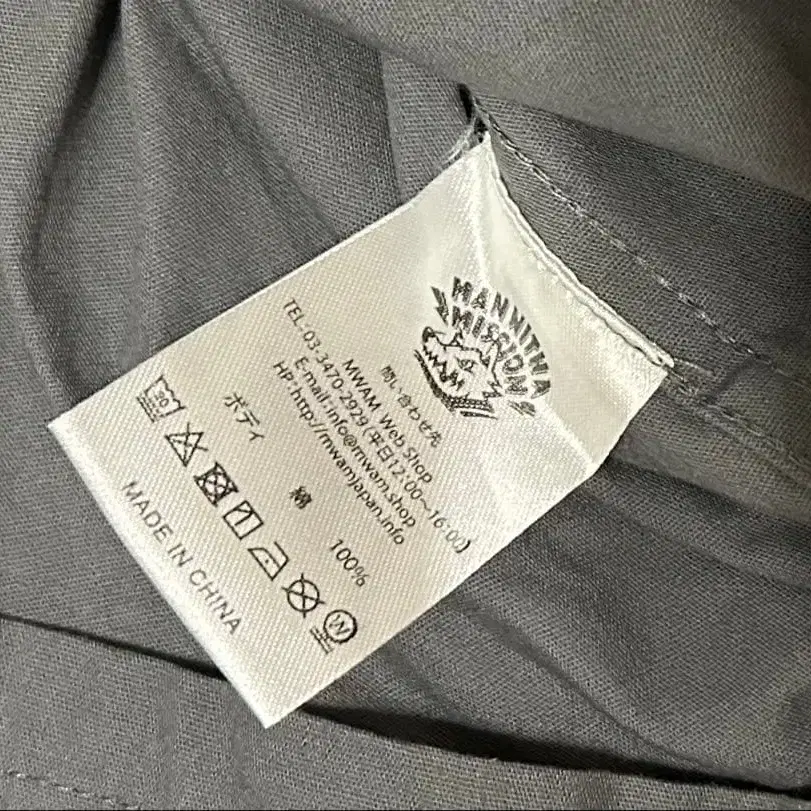 MAN WITH A
MISSION
問い合わせ先
MWAM Web Shop
TEL:03-3470-2929(平日12:00～16:00)
E-mail:info@mwam.shop
HP:http://mwamjapan.info
ボディ 綿 100%
30
W
MADE IN CHINA